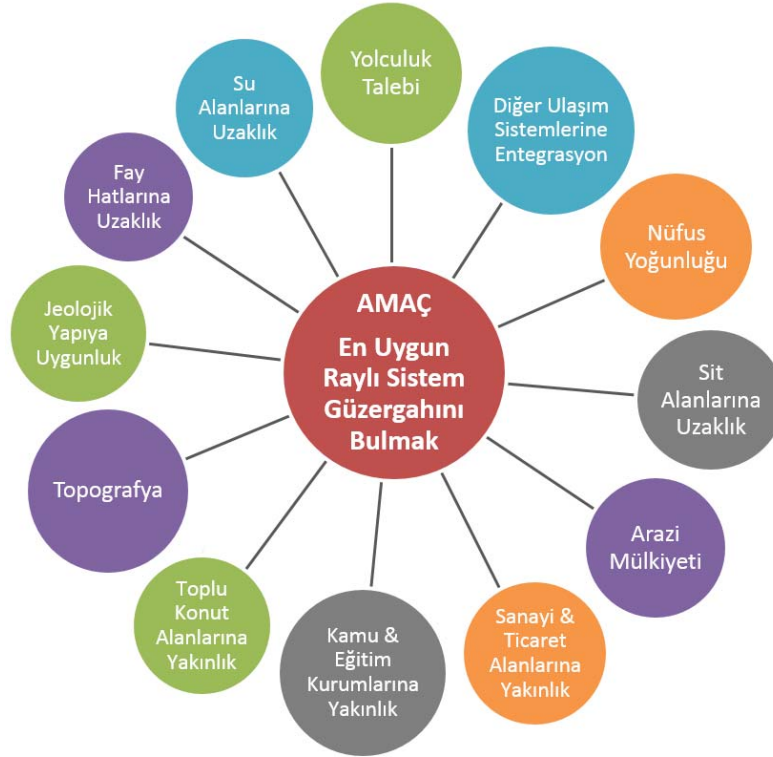 AMAÇ
En Uygun
Raylı Sistem
Güzergahını
Bulmak
Yolculuk
Talebi
Diğer Ulaşım
Sistemlerine
Entegrasyon
Nüfus
Yoğunluğu
Sit
Alanlarına
Uzaklık
Arazi
Mülkiyeti
Sanayi &
Ticaret
Alanlarına
Yakınlık
Kamu &
Eğitim
Kurumlarına
Yakınlık
Toplu
Konut
Alanlarına
Yakınlık
Topografya
Jeolojik
Yapıya
Uygunluk
Fay
Hatlarına
Uzaklık
Su
Alanlarına
Uzaklık